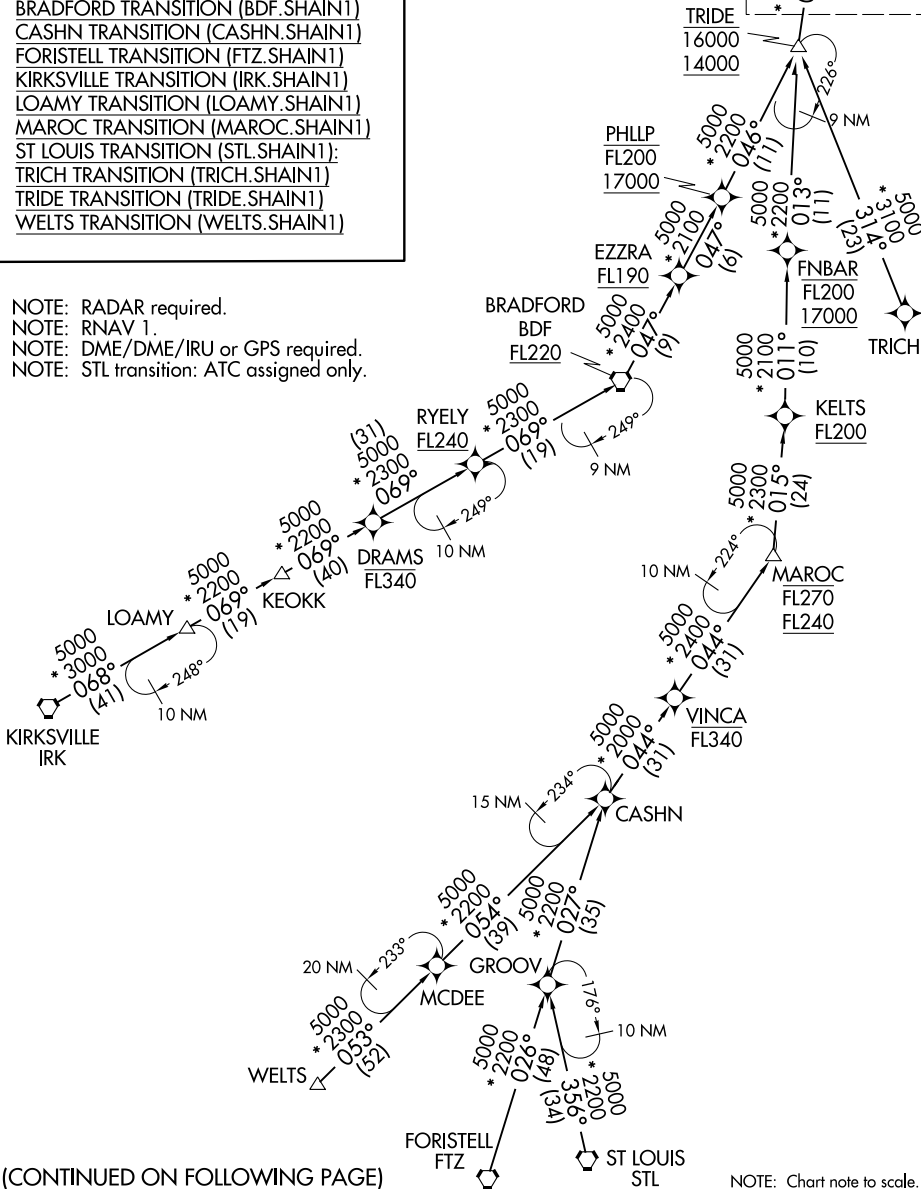 BRADFORD TRANSITION (BDF.SHAIN1)
CASHN TRANSITION (CASHN.SHAIN1)
FORISTELL TRANSITION (FTZ.SHAIN1)
KIRKSVILLE TRANSITION (IRK.SHAIN1)
LOAMY TRANSITION (LOAMY.SHAIN1)
MAROC TRANSITION (MAROC.SHAIN1)
ST LOUIS TRANSITION (STL.SHAIN1):
TRICH TRANSITION (TRICH.SHAIN1)
TRIDE TRANSITION (TRIDE.SHAIN1)
WELTS TRANSITION (WELTS.SHAIN1)
NOTE: RADAR required.
NOTE: RNAV 1.
NOTE: DME/DME/IRU or GPS required.
NOTE: STL transition: ATC assigned only.
*
TRIDE
16000
14000
226°
9 NM
5000
* 2200
046°
(11)
5000
* 2200
013°
(11)
5000
* 3100
314°
(23)
TRICH
PHLLP
FL200
17000
5000
* 2100
047°
(6)
FNBAR
FL200
17000
EZZRA
FL190
5000
* 2400
047°
(9)
BRADFORD
BDF
FL220
249°
9 NM
5000
* 2100
011°
(10)
KELTS
FL200
5000
* 2300
015°
(24)
RYELY
FL240
5000
* 2300
069°
(19)
249°
10 NM
(31)
5000
* 2300
069°
DRAMS
FL340
5000
* 2200
069°
(40)
KEOKK
5000
* 2200
069°
(19)
LOAMY
248°
10 NM
5000
* 3000
068°
(41)
KIRKSVILLE
IRK
224°
10 NM
MAROC
FL270
FL240
5000
* 2400
044°
(31)
VINCA
FL340
5000
* 2000
044°
(31)
234°
15 NM
CASHN
5000
* 2200
054°
(39)
5000
* 2200
027°
(35)
233°
20 NM
MCDEE
GROOV
176°
10 NM
5000
* 2300
053°
(52)
WELTS
5000
* 2200
026°
(48)
5000
* 2200
356°
(34)
FORISTELL
FTZ
ST LOUIS
STL
(CONTINUED ON FOLLOWING PAGE)
NOTE: Chart note to scale.